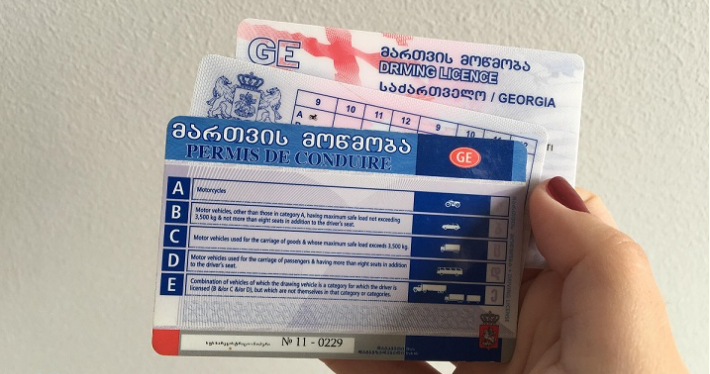 GE
მართვის მოწმობა
DRIVING LICENCE
საქართველო / GEORGIA
9 10 11 12 9 10
A
მართვის მოწმობა
PERMIS DE CONDUIRE
GE
A Motorcycles
B Motor vehicles, other than those in category A, having maximum safe load not exceeding
3,500 kg & not more than eight seats in addition to the driver's seat.
C Motor vehicles used for the carriage of goods & whose maximum safe load exceeds 3,500 kg.
D Motor vehicles used for the carriage of passengers & having more than eight seats in addition
to the driver's seat.
E Combination of vehicles of which the drawing vehicle is a category for which the driver is
licensed (B &/or C &/or D), but which are not themselves in that category or categories.
№ 11 - 0229